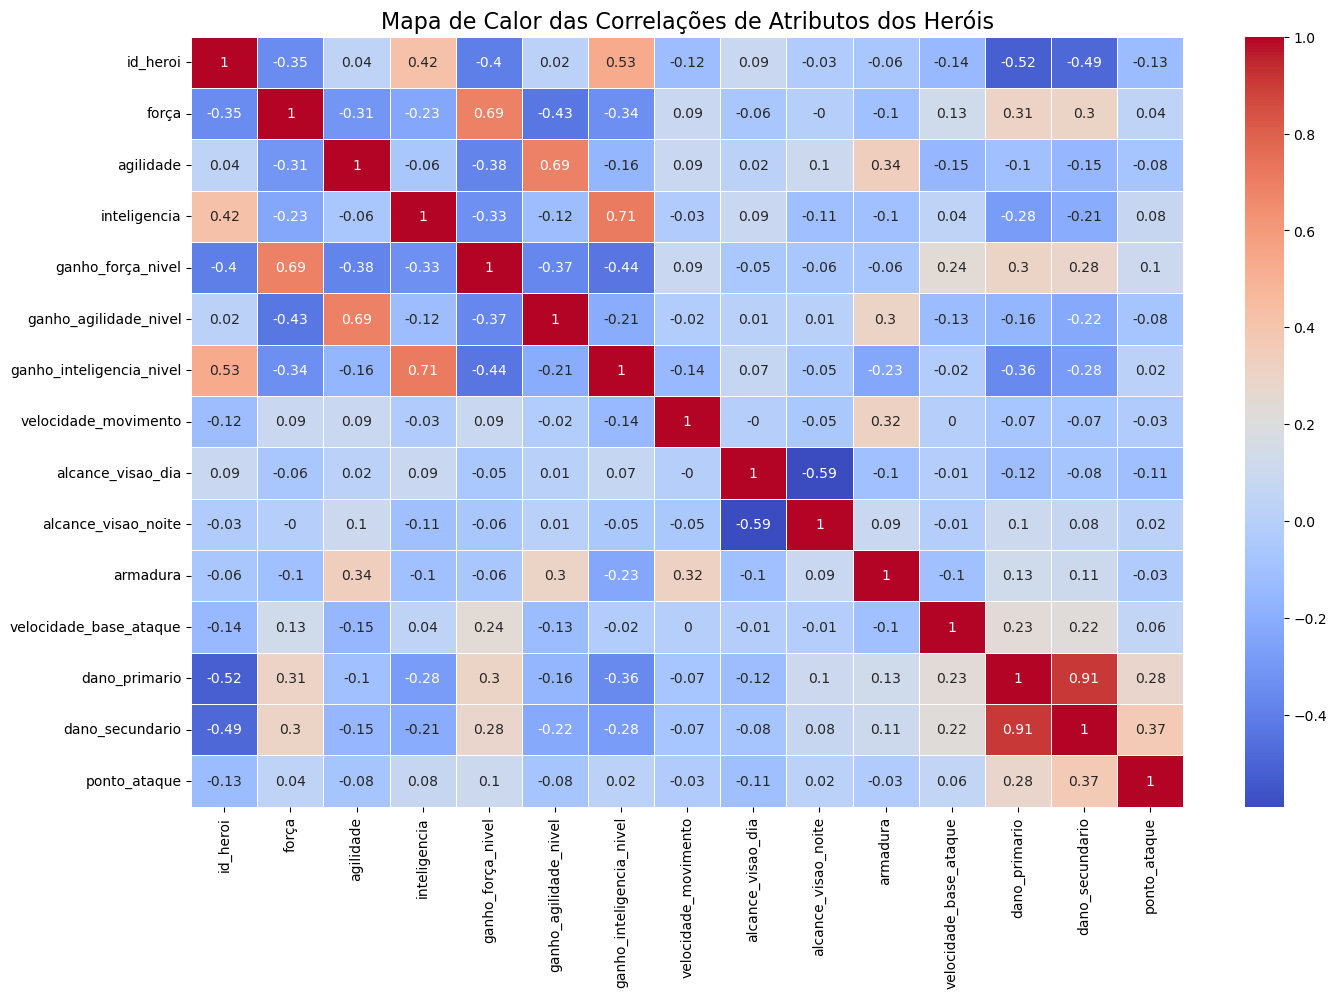 Mapa de Calor das Correlações de Atributos dos Heróis
id_heroi 1 -0.35 0.04 0.42 -0.4 0.02 0.53 -0.12 0.09 -0.03 -0.06 -0.14 -0.52 -0.49 -0.13
força -0.35 1 -0.31 -0.23 0.69 -0.43 -0.34 0.09 -0.06 -0 -0.1 0.13 0.31 0.3 0.04
agilidade 0.04 -0.31 1 -0.06 -0.38 0.69 -0.16 0.09 0.02 0.1 0.34 -0.15 -0.1 -0.15 -0.08
inteligencia 0.42 -0.23 -0.06 1 -0.33 -0.12 0.71 -0.03 0.09 -0.11 -0.1 0.04 -0.28 -0.21 0.08
ganho_força_nivel -0.4 0.69 -0.38 -0.33 1 -0.37 -0.44 0.09 -0.05 -0.06 -0.06 0.24 0.3 0.28 0.1
ganho_agilidade_nivel 0.02 -0.43 0.69 -0.12 -0.37 1 -0.21 -0.02 0.01 0.01 0.3 -0.13 -0.16 -0.22 -0.08
ganho_inteligencia_nivel 0.53 -0.34 -0.16 0.71 -0.44 -0.21 1 -0.14 0.07 -0.05 -0.23 -0.02 -0.36 -0.28 0.02
velocidade_movimento -0.12 0.09 0.09 -0.03 0.09 -0.02 -0.14 1 -0 -0.05 0.32 0 -0.07 -0.07 -0.03
alcance_visao_dia 0.09 -0.06 0.02 0.09 -0.05 0.01 0.07 -0 1 -0.59 -0.1 -0.01 -0.12 -0.08 -0.11
alcance_visao_noite -0.03 -0 0.1 -0.11 -0.06 0.01 -0.05 -0.05 -0.59 1 0.09 -0.01 0.1 0.08 0.02
armadura -0.06 -0.1 0.34 -0.1 -0.06 0.3 -0.23 0.32 -0.1 0.09 1 -0.1 0.13 0.11 -0.03
velocidade_base_ataque -0.14 0.13 -0.15 0.04 0.24 -0.13 -0.02 0 -0.01 -0.01 -0.1 1 0.23 0.22 0.06
dano_primario -0.52 0.31 -0.1 -0.28 0.3 -0.16 -0.36 -0.07 -0.12 0.1 0.13 0.23 1 0.91 0.28
dano_secundario -0.49 0.3 -0.15 -0.21 0.28 -0.22 -0.28 -0.07 -0.08 0.08 0.11 0.22 0.91 1 0.37
ponto_ataque -0.13 0.04 -0.08 0.08 0.1 -0.08 0.02 -0.03 -0.11 0.02 -0.03 0.06 0.28 0.37 1
id_heroi
força
agilidade
inteligencia
ganho_força_nivel
ganho_agilidade_nivel
ganho_inteligencia_nivel
velocidade_movimento
alcance_visao_dia
alcance_visao_noite
armadura
velocidade_base_ataque
dano_primario
dano_secundario
ponto_ataque
1.0
0.8
0.6
0.4
0.2
0.0
−0.2
−0.4